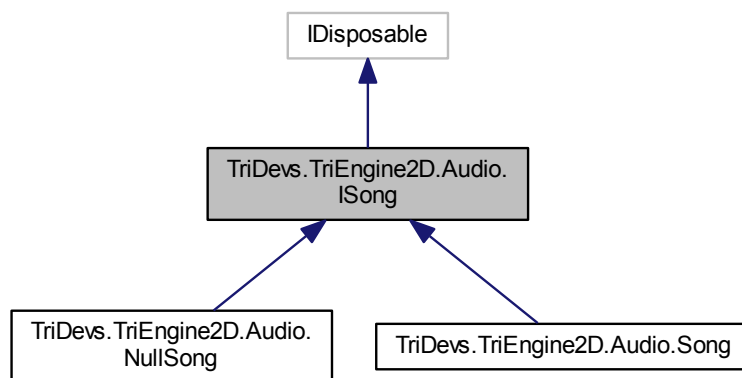 IDisposable
TriDevs.TriEngine2D.Audio.
ISong
TriDevs.TriEngine2D.Audio.
NullSong
TriDevs.TriEngine2D.Audio.Song